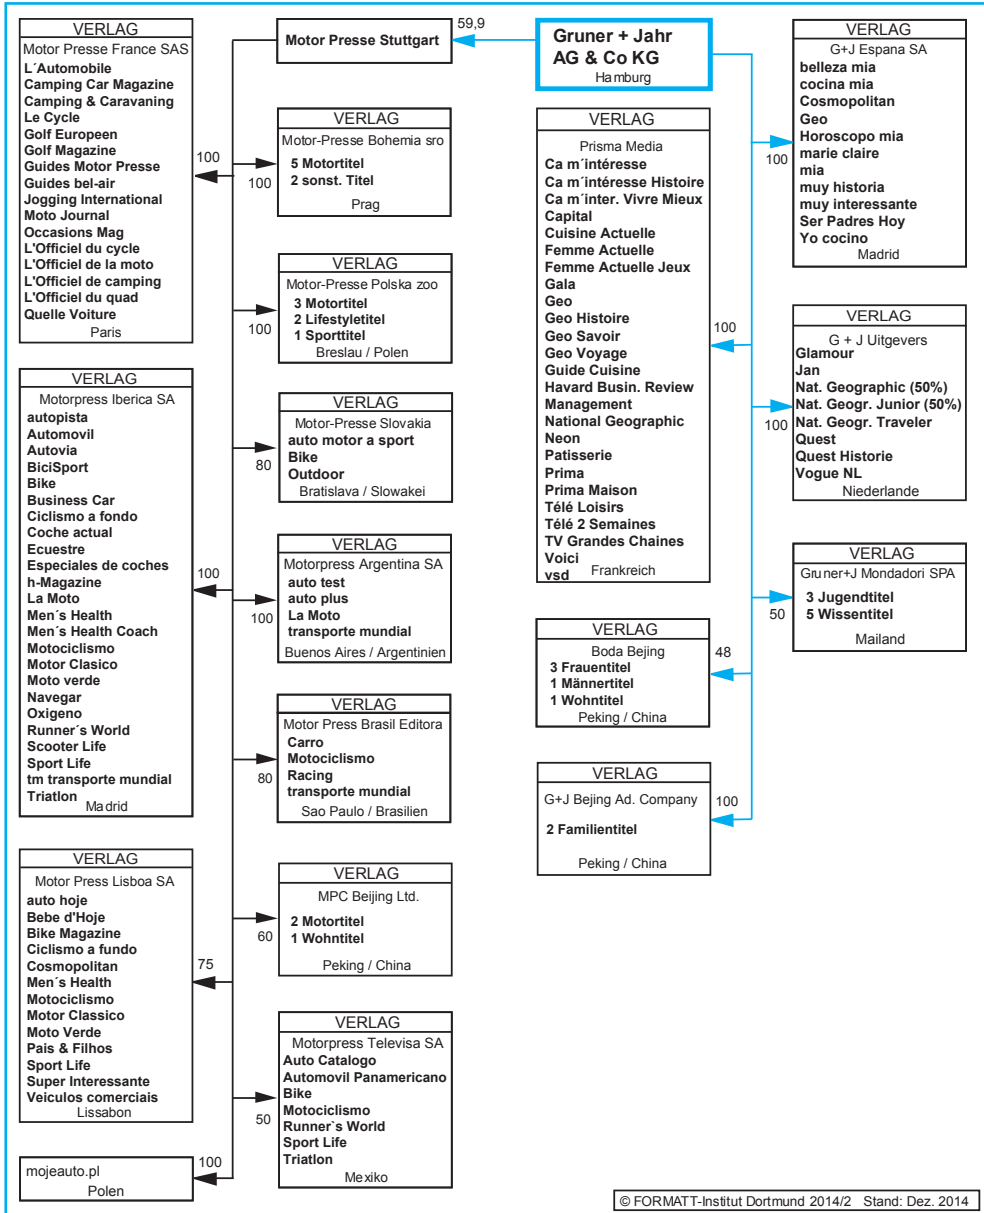 VERLAG
Motor Presse France SAS
L´Automobile
Camping Car Magazine
Camping & Caravaning
Le Cycle
Golf Europeen
Golf Magazine
Guides Motor Presse
Guides bel-air
Jogging International
Moto Journal
Occasions Mag
L'Officiel du cycle
L'Officiel de la moto
L'Officiel de camping
L'Officiel du quad
Quelle Voiture
Paris
100
VERLAG
Motorpress Iberica SA
autopista
Automovil
Autovia
BiciSport
Bike
Business Car
Ciclismo a fondo
Coche actual
Ecuestre
Especiales de coches
h-Magazine
La Moto
Men´s Health
Men´s Health Coach
Motociclismo
Motor Clasico
Moto verde
Navegar
Oxigeno
Runner´s World
Scooter Life
Sport Life
tm transporte mundial
Triatlon
Madrid
100
VERLAG
Motor Press Lisboa SA
auto hoje
Bebe d'Hoje
Bike Magazine
Ciclismo a fundo
Cosmopolitan
Men´s Health
Motociclismo
Motor Classico
Moto Verde
Pais & Filhos
Sport Life
Super Interessante
Veiculos comerciais
Lissabon
75
mojeauto.pl
Polen
100
Motor Presse Stuttgart
59,9
VERLAG
Motor-Presse Bohemia sro
5 Motortitel
2 sonst. Titel
Prag
100
VERLAG
Motor-Presse Polska zoo
3 Motortitel
2 Lifestyletitel
1 Sporttitel
Breslau / Polen
100
VERLAG
Motor-Presse Slovakia
auto motor a sport
Bike
Outdoor
Bratislava / Slowakei
80
VERLAG
Motorpress Argentina SA
auto test
auto plus
La Moto
transporte mundial
Buenos Aires / Argentinien
100
VERLAG
Motor Press Brasil Editora
Carro
Motociclismo
Racing
transporte mundial
Sao Paulo / Brasilien
80
VERLAG
MPC Beijing Ltd.
2 Motortitel
1 Wohntitel
Peking / China
60
VERLAG
Motorpress Televisa SA
Auto Catalogo
Automovil Panamericano
Bike
Motociclismo
Runner`s World
Sport Life
Triatlon
Mexiko
50
Gruner + Jahr
AG & Co KG
Hamburg
VERLAG
Prisma Media
Ca m´intéresse
Ca m´intéresse Histoire
Ca m´inter. Vivre Mieux
Capital
Cuisine Actuelle
Femme Actuelle
Femme Actuelle Jeux
Gala
Geo
Geo Histoire
Geo Savoir
Geo Voyage
Guide Cuisine
Havard Busin. Review
Management
National Geographic
Neon
Patisserie
Prima
Prima Maison
Télé Loisirs
Télé 2 Semaines
TV Grandes Chaines
Voici
vsd
Frankreich
100
VERLAG
Boda Bejing
3 Frauentitel
1 Männertitel
1 Wohntitel
Peking / China
48
VERLAG
G+J Bejing Ad. Company
2 Familientitel
Peking / China
100
VERLAG
G+J Espana SA
belleza mia
cocina mia
Cosmopolitan
Geo
Horoscopo mia
marie claire
mia
muy historia
muy interessante
Ser Padres Hoy
Yo cocino
Madrid
100
VERLAG
G + J Uitgevers
Glamour
Jan
Nat. Geographic (50%)
Nat. Geogr. Junior (50%)
Nat. Geogr. Traveler
Quest
Quest Historie
Vogue NL
Niederlande
100
VERLAG
Gruner+J Mondadori SPA
3 Jugendtitel
5 Wissentitel
Mailand
50
© FORMATT-Institut Dortmund 2014/2 Stand: Dez. 2014